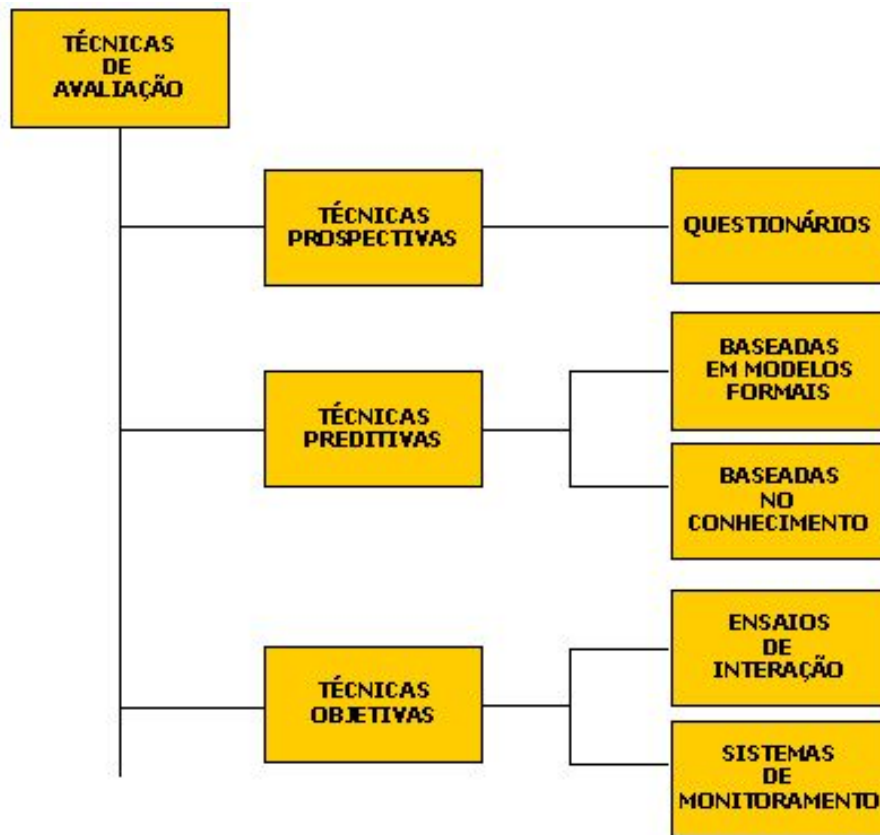 TÉCNICAS
DE
AVALIAÇÃO
TÉCNICAS
PROSPECTIVAS
QUESTIONÁRIOS
TÉCNICAS
PREDITIVAS
BASEADAS
EM MODELOS
FORMAIS
BASEADAS
NO
CONHECIMENTO
TÉCNICAS
OBJETIVAS
ENSAIOS
DE
INTERAÇÃO
SISTEMAS
DE
MONITORAMENTO